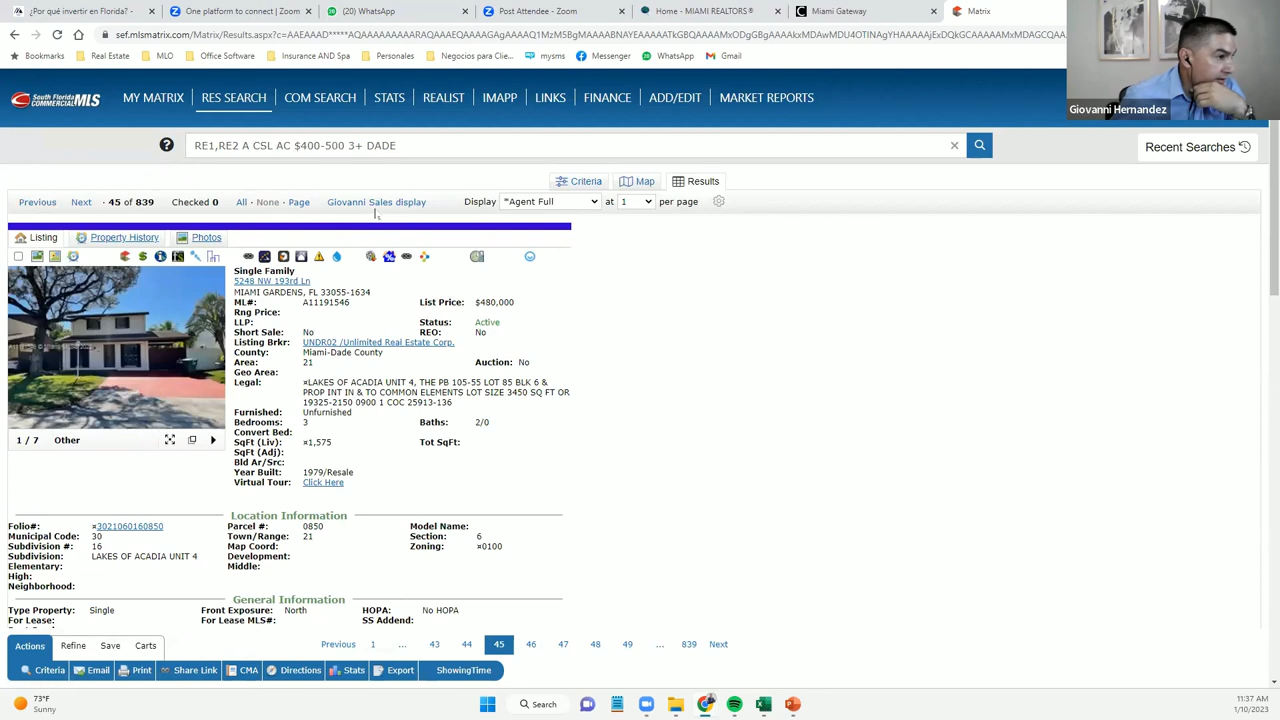 ¿Por qué invertir en Florida? -
One platform to connect | Zoom
(20) WhatsApp
Post Attendee - Zoom
Home - MIAMI REALTORS®
Miami Gateway
Matrix
sef.mlsmatrix.com/Matrix/Results.aspx?c=AAEAAAD*****
Bookmarks Real Estate MLO Office Software Insurance AND Spa Personales Negocios para Clie... mysms Messenger WhatsApp Gmail
Giovanni Hernandez
South Florida
COMMERCIAL MLS
MY MATRIX RES SEARCH COM SEARCH STATS REALIST IMAPP LINKS FINANCE ADD/EDIT MARKET REPORTS
RE1,RE2 A CSL AC $400-500 3+ DADE
Recent Searches
Criteria Map Results
Previous Next · 45 of 839 Checked 0 All · None · Page Giovanni Sales display Display *Agent Full at 1 per page
Listing Property History Photos
Single Family
5248 NW 193rd Ln
MIAMI GARDENS, FL 33055-1634
ML#: A11191546 List Price: $480,000
Rng Price:
LLP: Status: Active
Short Sale: No REO: No
Listing Brkr: UNDR02 /Unlimited Real Estate Corp.
County: Miami-Dade County
Area: 21 Auction: No
Geo Area:
Legal: ¤LAKES OF ACADIA UNIT 4, THE PB 105-55 LOT 85 BLK 6 &
PROP INT IN & TO COMMON ELEMENTS LOT SIZE 3450 SQ FT OR
19325-2150 0900 1 COC 25913-136
Furnished: Unfurnished
Bedrooms: 3 Baths: 2/0
Convert Bed:
SqFt (Liv): ¤1,575 Tot SqFt:
SqFt (Adj):
Bld Ar/Src:
Year Built: 1979/Resale
Virtual Tour: Click Here
1 / 7 Other
Location Information
Folio#: ¤3021060160850 Parcel #: 0850 Model Name:
Municipal Code: 30 Town/Range: 21 Section: 6
Subdivision #: 16 Map Coord: Zoning: ¤0100
Subdivision: LAKES OF ACADIA UNIT 4 Development:
Elementary: Middle:
High:
Neighborhood:
General Information
Type Property: Single Front Exposure: North HOPA: No HOPA
For Lease: For Lease MLS#: SS Addend:
Actions Refine Save Carts
Previous 1 ... 43 44 45 46 47 48 49 ... 839 Next
Criteria Email Print Share Link CMA Directions Stats Export ShowingTime
73°F
Sunny
Search
11:37 AM
1/10/2023